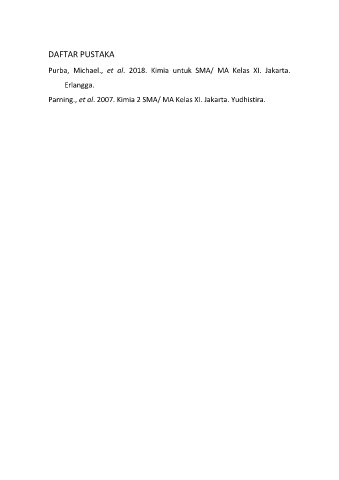 DAFTAR PUSTAKA
Purba, Michael., et al. 2018. Kimia untuk SMA/ MA Kelas XI. Jakarta.
Erlangga.
Parning., et al. 2007. Kimia 2 SMA/ MA Kelas XI. Jakarta. Yudhistira.